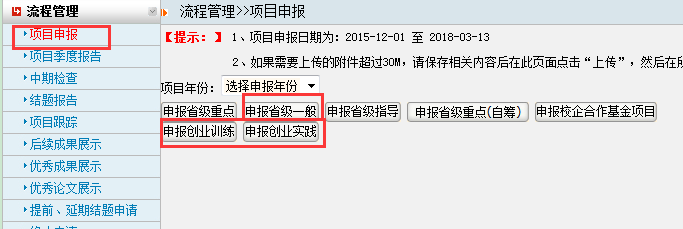 流程管理
项目申报
项目季度报告
中期检查
结题报告
项目跟踪
后续成果展示
优秀成果展示
优秀论文展示
提前、延期结题申请
流程管理>>项目申报
【提示：】 1、项目申报日期为：2015-12-01 至 2018-03-13
2、如果需要上传的附件超过30M，请保存相关内容后在此页面点击“上传”，然后在
项目年份： 选择申报年份
申报省级重点 申报省级一般 申报省级指导 申报省级重点(自筹) 申报校企合作基金项目
申报创业训练 申报创业实践